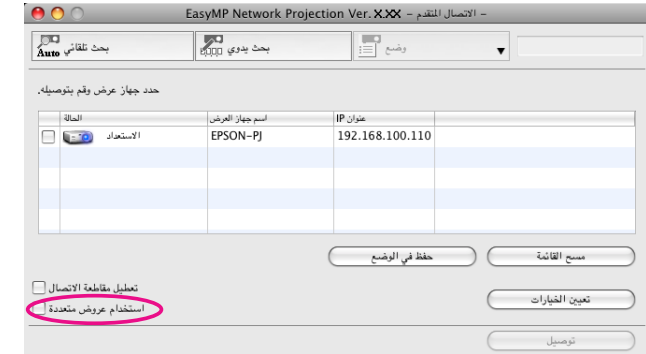 EasyMP Network Projection Ver. X.XX – الاتصال المتقدم –
Auto بحث تلقائي
بحث يدوي
وضع
حدد جهاز عرض وقم بتوصيله.
الحالة اسم جهاز العرض عنوان IP
الاستعداد EPSON-PJ 192.168.100.110
حفظ في الوضع
مسح القائمة
تعطيل مقاطعة الاتصال
استخدام عروض متعددة
تعيين الخيارات
توصيل